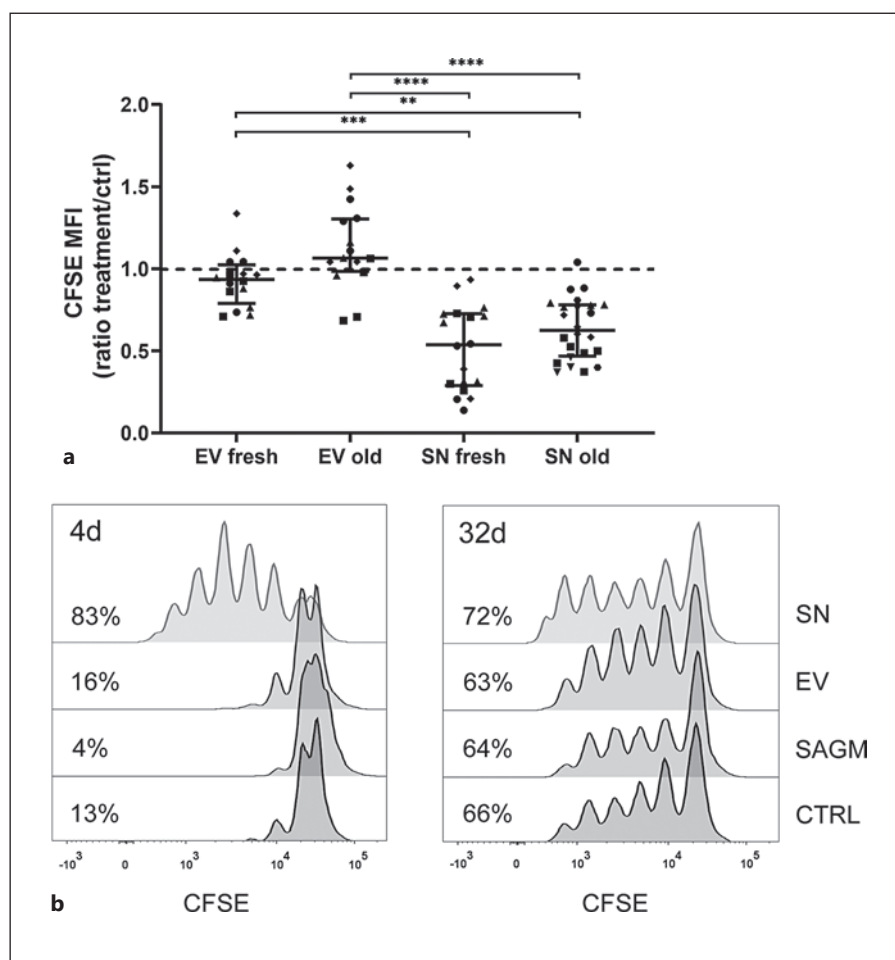 ****
****
**
***
2.0
1.5
1.0
0.5
0.0
CFSE MFI
(ratio treatment/ctrl)
EV fresh EV old SN fresh SN old
a
4d 32d
83% 72% SN
16% 63% EV
4% 64% SAGM
13% 66% CTRL
-10³ 0 10³ 10⁴ 10⁵ -10³ 0 10³ 10⁴ 10⁵
CFSE CFSE
b